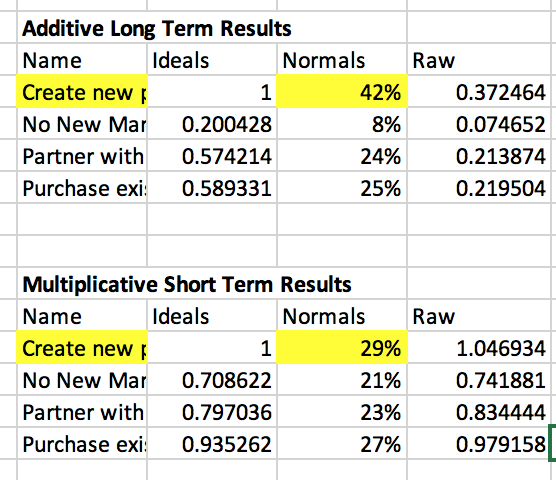 Additive Long Term Results
Name Ideals Normals Raw
Create new 1 42% 0.372464
No New Mar 0.200428 8% 0.074652
Partner with 0.574214 24% 0.213874
Purchase exi 0.589331 25% 0.219504
Multiplicative Short Term Results
Name Ideals Normals Raw
Create new 1 29% 1.046934
No New Mar 0.708622 21% 0.741881
Partner with 0.797036 23% 0.834444
Purchase exi 0.935262 27% 0.979158